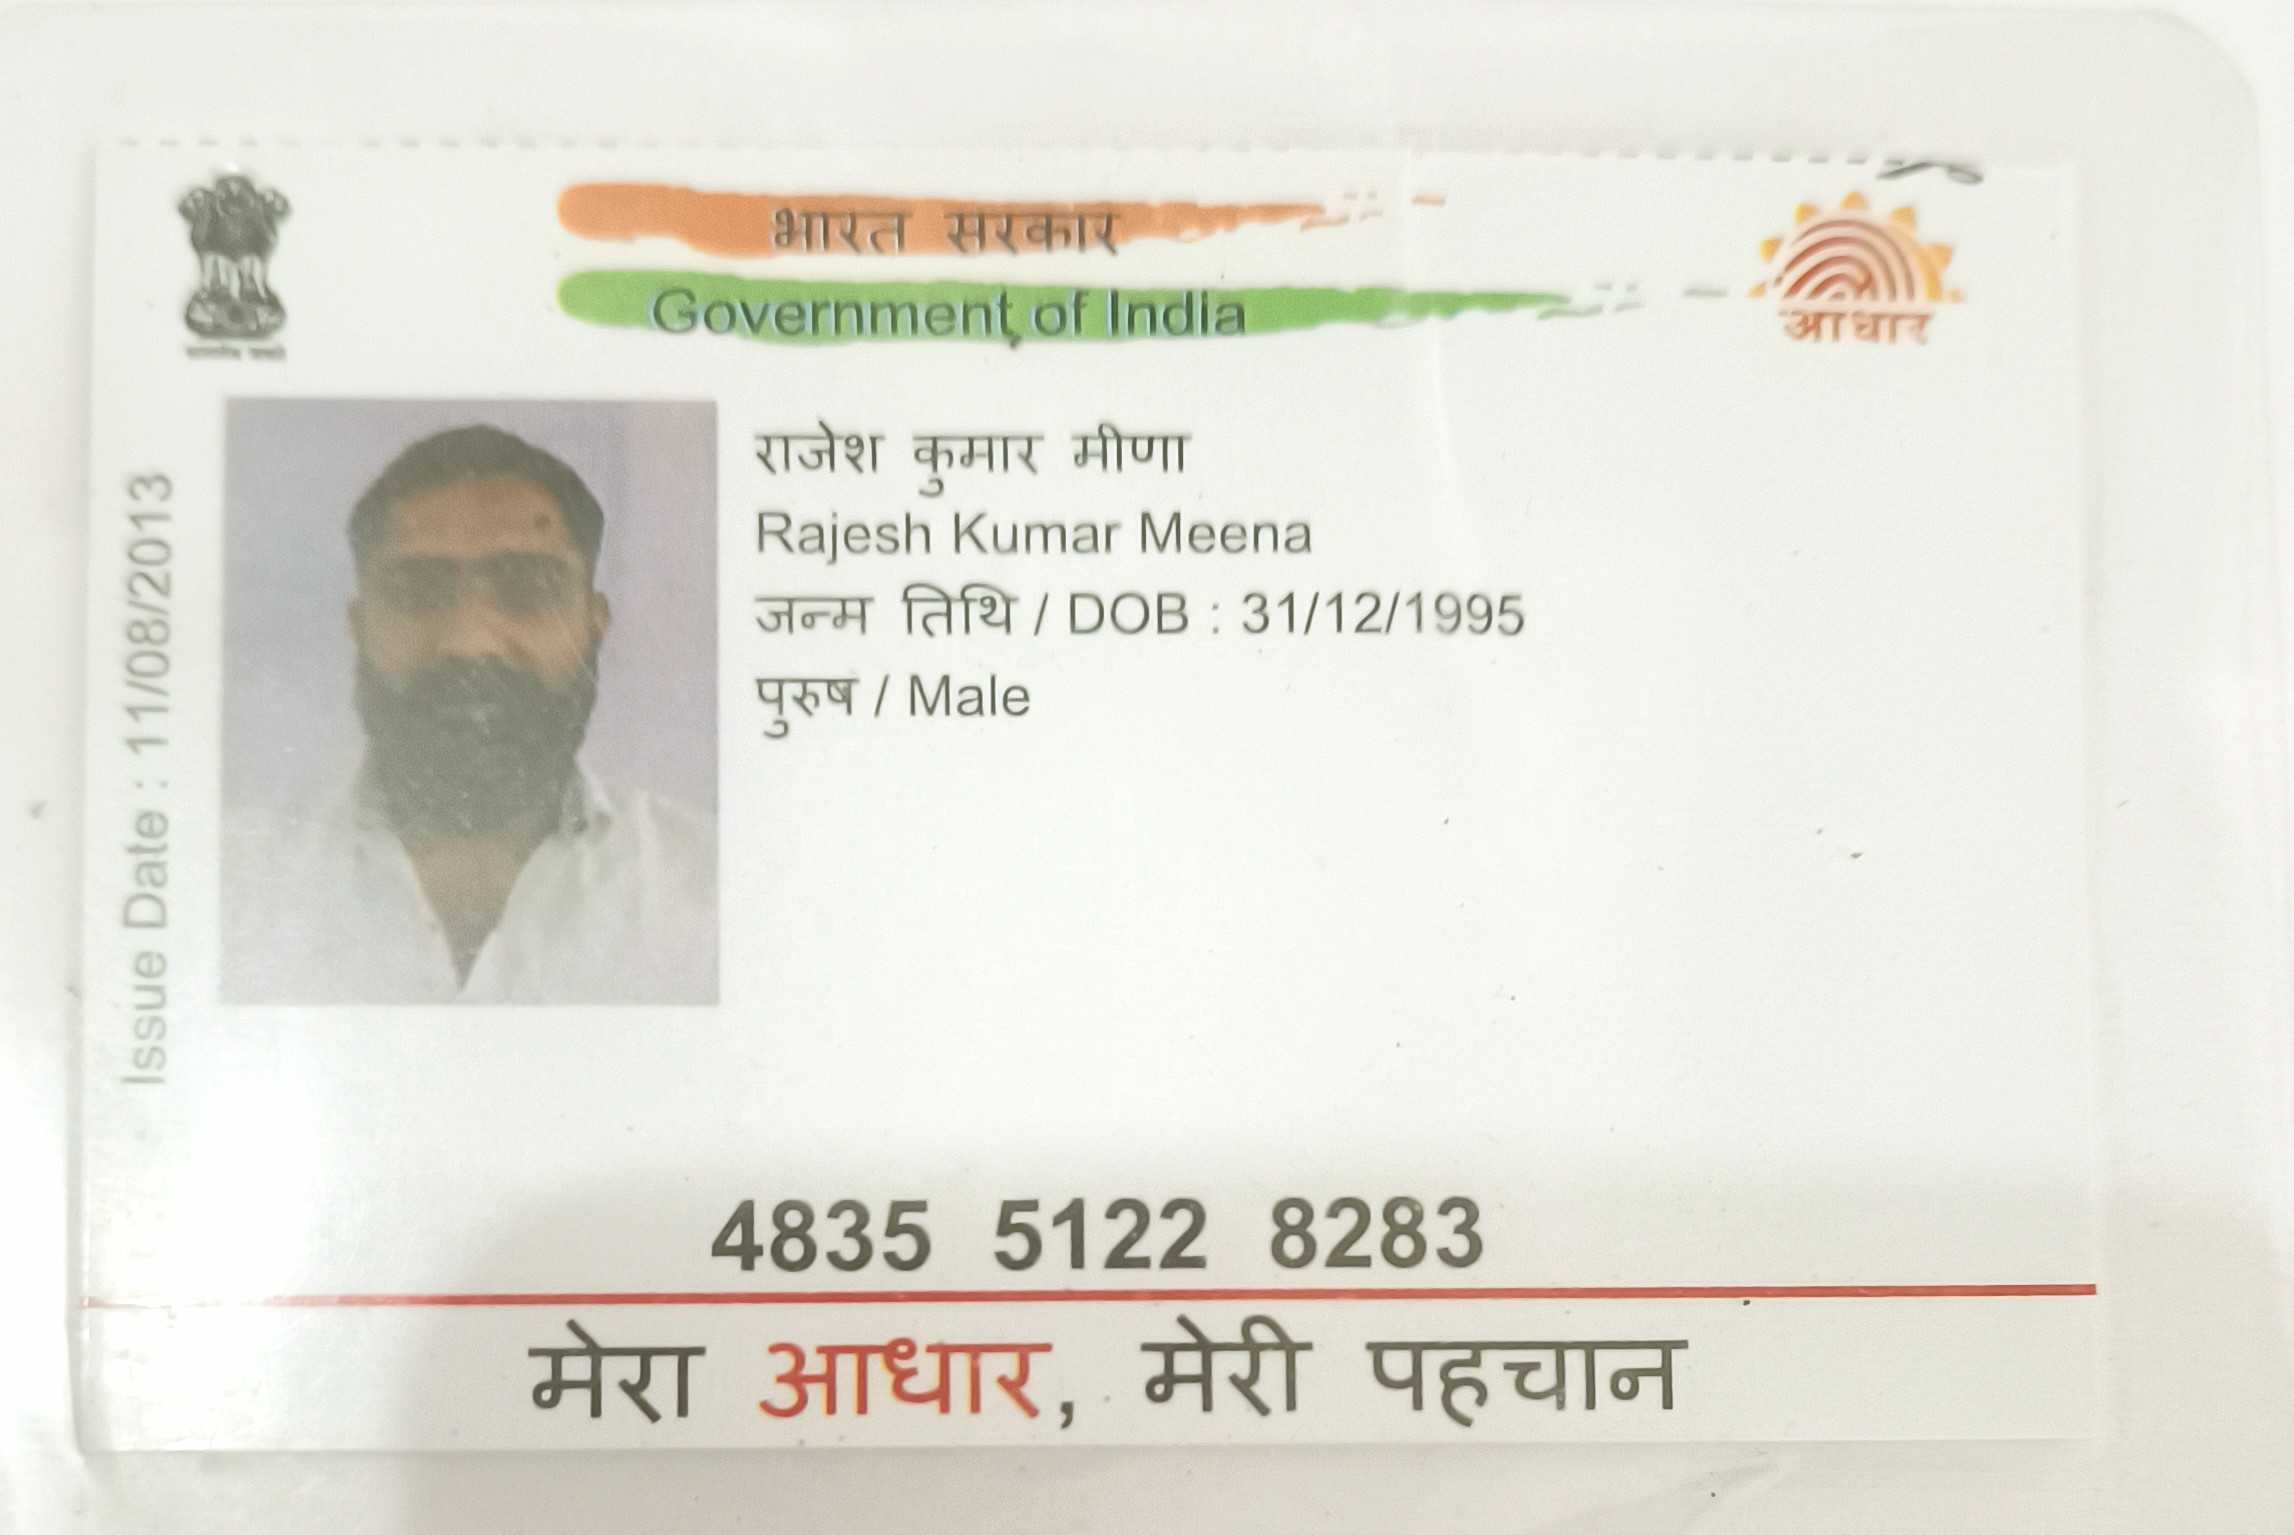 भारत सरकार
Government of India
आधार
राजेश कुमार मीणा
Rajesh Kumar Meena
जन्म तिथि / DOB : 31/12/1995
पुरुष / Male
Issue Date : 11/08/2013
4835 5122 8283
मेरा आधार, मेरी पहचान